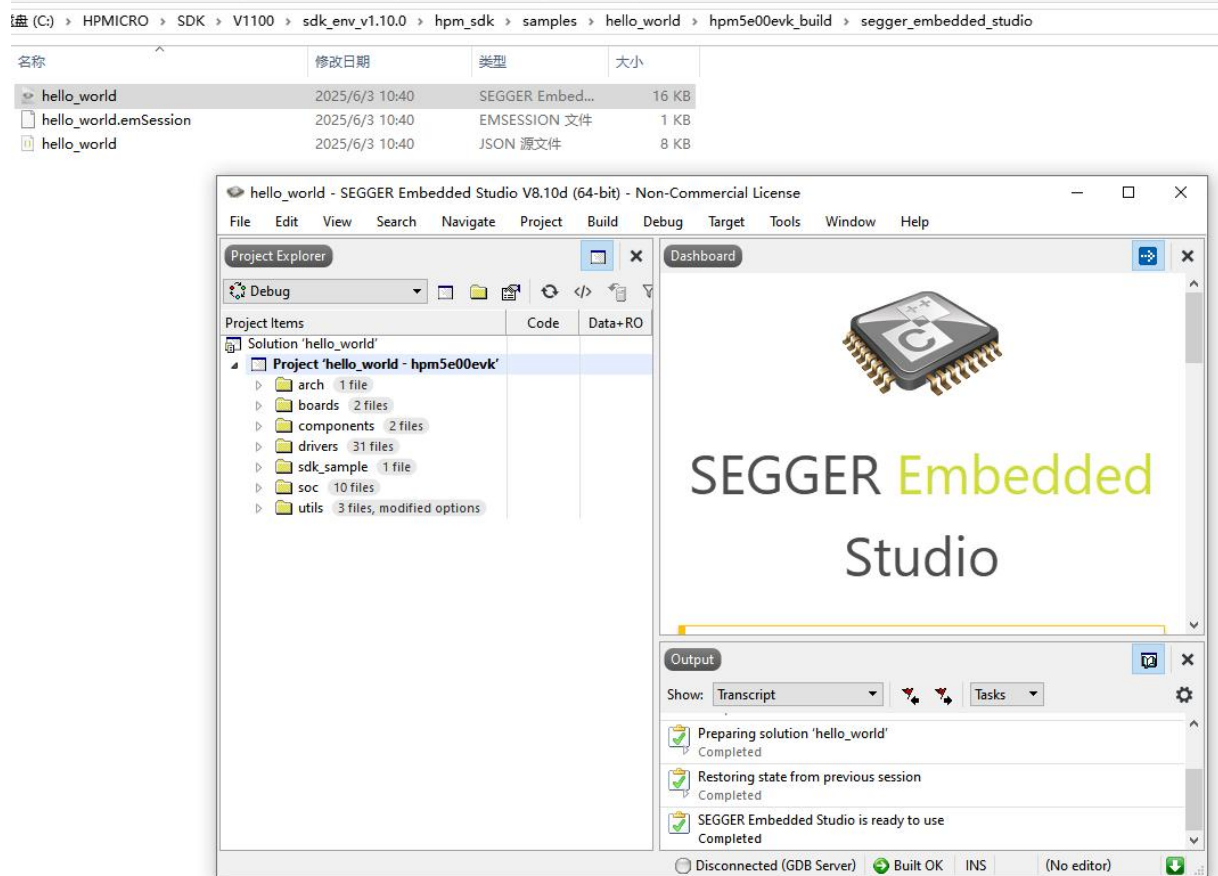 盘 (C:) › HPMICRO › SDK › V1100 › sdk_env_v1.10.0 › hpm_sdk › samples › hello_world › hpm5e00evk_build › segger_embedded_studio
名称 修改日期 类型 大小
hello_world 2025/6/3 10:40 SEGGER Embed... 16 KB
hello_world.emSession 2025/6/3 10:40 EMSESSION 文件 1 KB
hello_world 2025/6/3 10:40 JSON 源文件 8 KB
hello_world - SEGGER Embedded Studio V8.10d (64-bit) - Non-Commercial License
File Edit View Search Navigate Project Build Debug Target Tools Window Help
Project Explorer
Debug
Project Items Code Data+RO
Solution 'hello_world'
Project 'hello_world - hpm5e00evk'
arch 1 file
boards 2 files
components 2 files
drivers 31 files
sdk_sample 1 file
soc 10 files
utils 3 files, modified options
Dashboard
C
SEGGER Embedded
Studio
Output
Show: Transcript Tasks
Preparing solution 'hello_world'
Completed
Restoring state from previous session
Completed
SEGGER Embedded Studio is ready to use
Completed
Disconnected (GDB Server) Built OK INS (No editor)